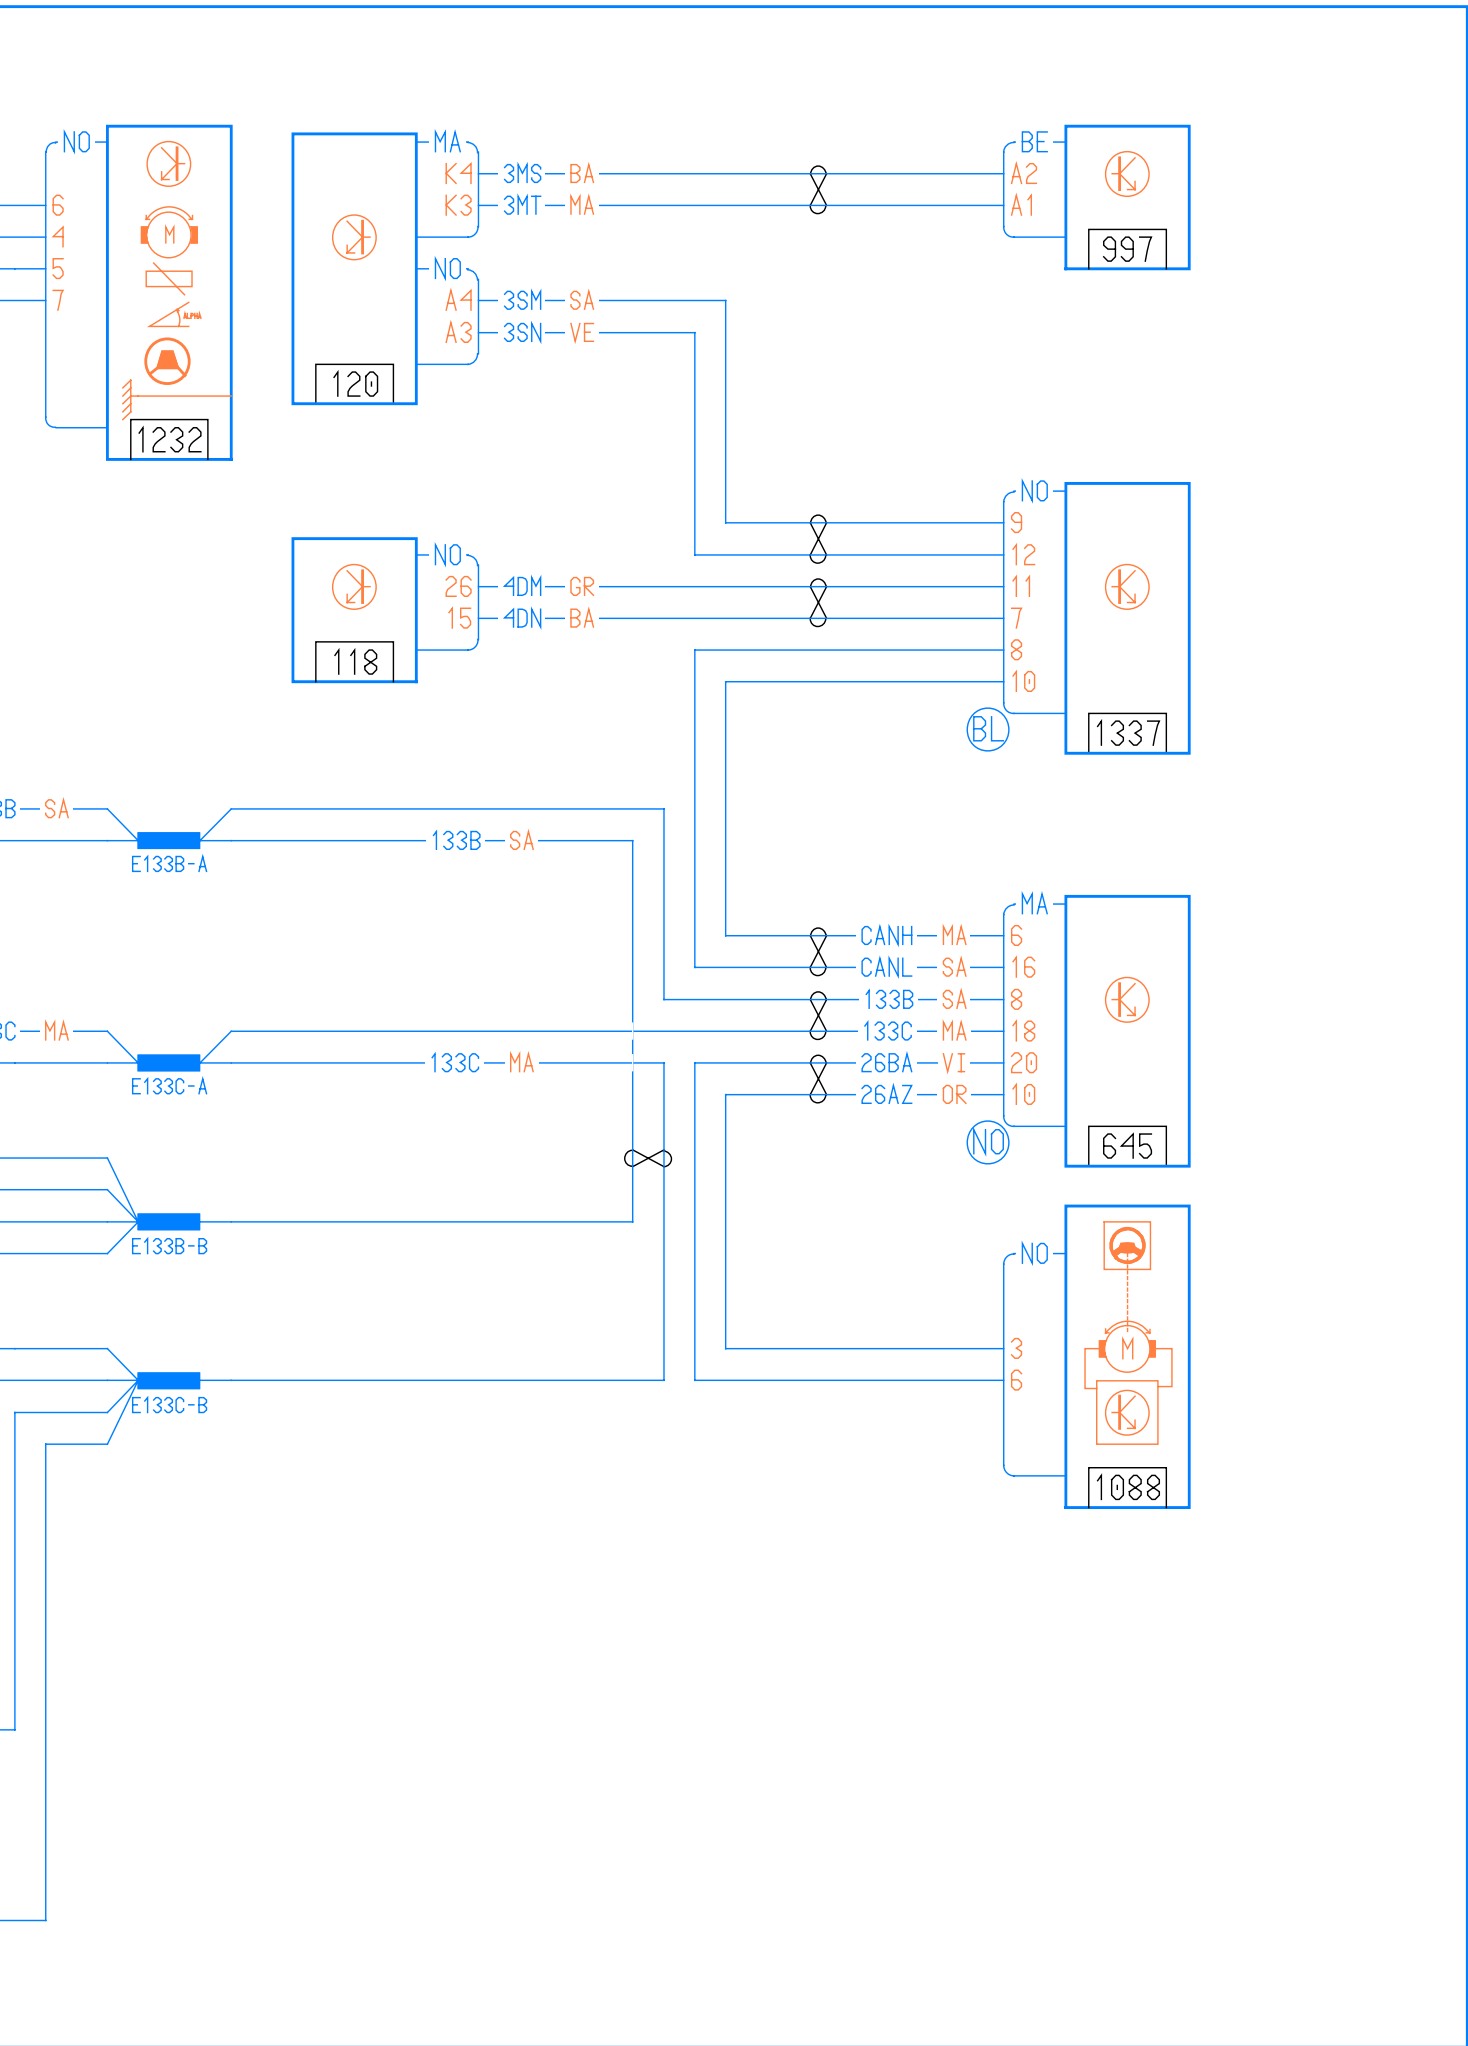 NO
6
4
5
7
M
ALPHA
1232
MA
K4 3MS BA
K3 3MT MA
NO
A4 3SM SA
A3 3SN VE
120
BE
A2
A1
997
NO
26 4DM GR
15 4DN BA
118
NO
9
12
11
7
8
10
BL
1337
3B SA
E133B-A
133B SA
3C MA
E133C-A
133C MA
MA
CANH MA 6
CANL SA 16
133B SA 8
133C MA 18
26BA VI 20
26AZ OR 10
NO
645
E133B-B
E133C-B
NO
3
6
M
1088